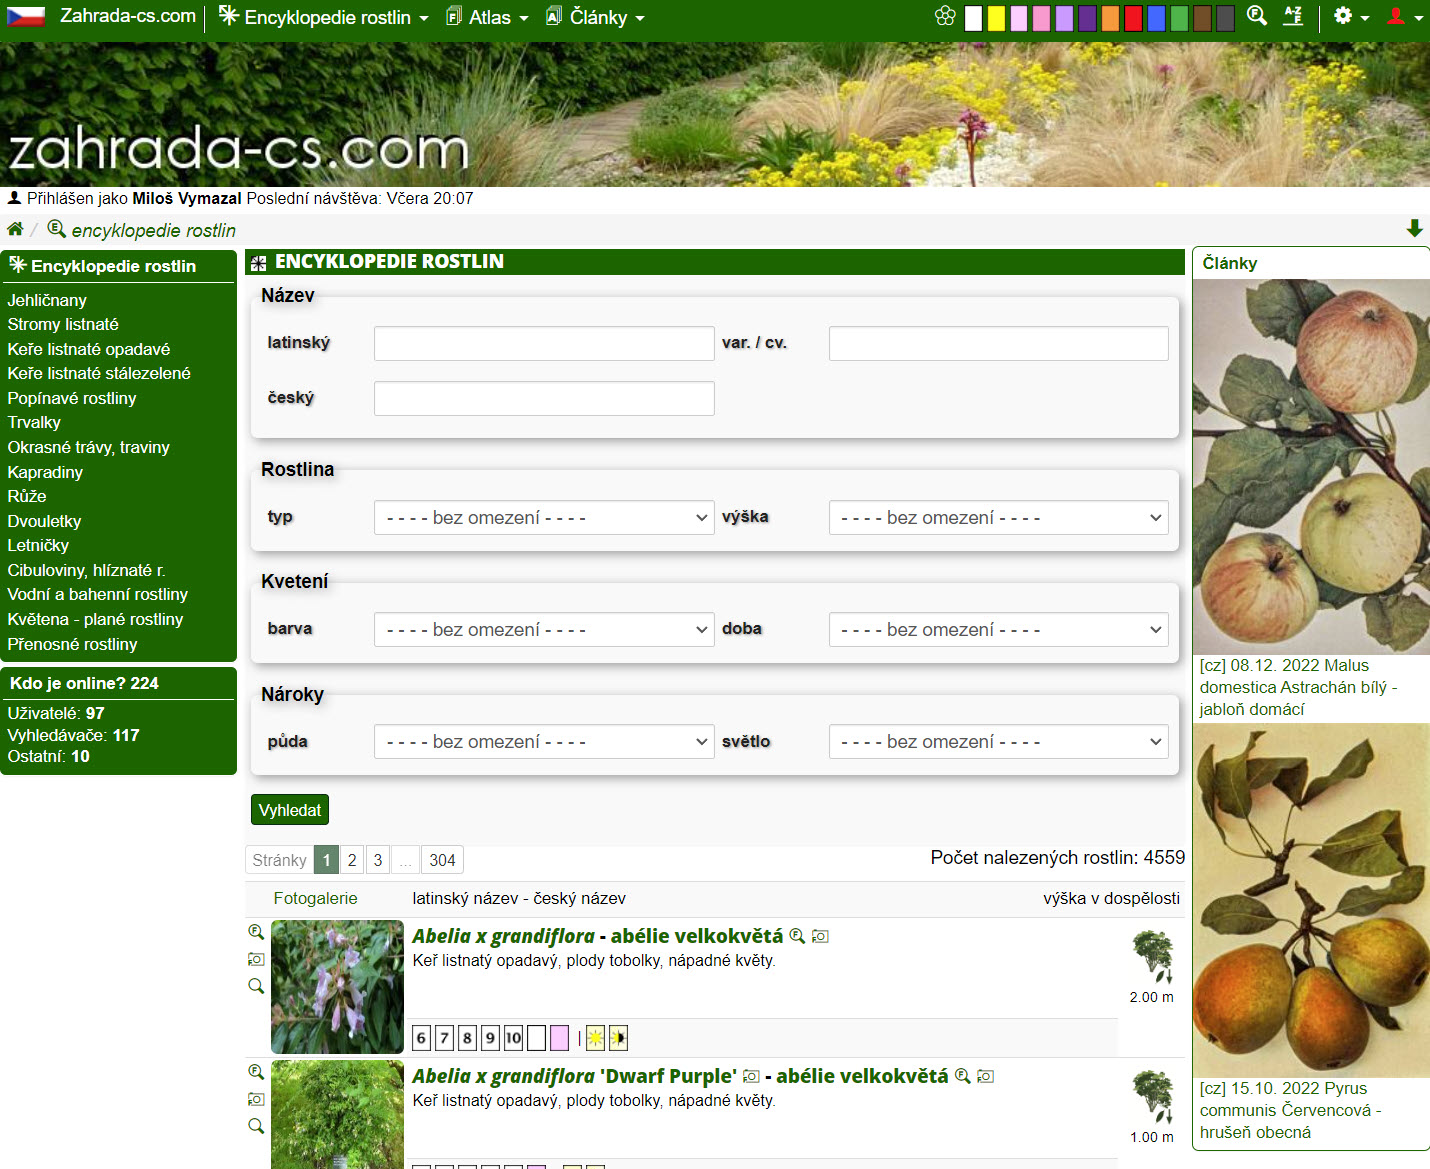 Zahrada-cs.com Encyklopedie rostlin Atlas Články A-Z
zahrada-cs.com
Přihlášen jako Miloš Vymazal Poslední návštěva: Včera 20:07
/ encyklopedie rostlin
Encyklopedie rostlin
Jehličnany
Stromy listnaté
Keře listnaté opadavé
Keře listnaté stálezelené
Popínavé rostliny
Trvalky
Okrasné trávy, traviny
Kapradiny
Růže
Dvouletky
Letničky
Cibuloviny, hlíznaté r.
Vodní a bahenní rostliny
Květena - plané rostliny
Přenosné rostliny
Kdo je online? 224
Uživatelé: 97
Vyhledávače: 117
Ostatní: 10
ENCYKLOPEDIE ROSTLIN
Název
latinský var. / cv.
český
Rostlina
typ - - - - bez omezení - - - - výška - - - - bez omezení - - - -
Kvetení
barva - - - - bez omezení - - - - doba - - - - bez omezení - - - -
Nároky
půda - - - - bez omezení - - - - světlo - - - - bez omezení - - - -
Vyhledat
Stránky 1 2 3 ... 304 Počet nalezených rostlin: 4559
Fotogalerie latinský název - český název výška v dospělosti
Abelia x grandiflora - abélie velkokvětá
Keř listnatý opadavý, plody tobolky, nápadné květy.
2.00 m
6 7 8 9 10 |
Abelia x grandiflora 'Dwarf Purple' - abélie velkokvětá
Keř listnatý opadavý, plody tobolky, nápadné květy.
1.00 m
Články
[cz] 08.12. 2022 Malus
domestica Astrachán bílý -
jabloň domácí
[cz] 15.10. 2022 Pyrus
communis Červencová -
hrušeň obecná